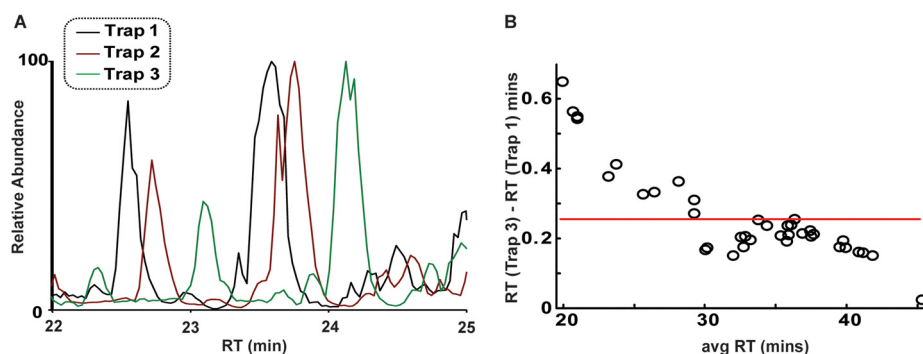 A
Trap 1
Trap 2
Trap 3
100
Relative Abundance
0
22
23
24
25
RT (min)
B
RT (Trap 3) - RT (Trap 1) mins
0.6
0.4
0.2
0
20
30
40
avg RT (mins)